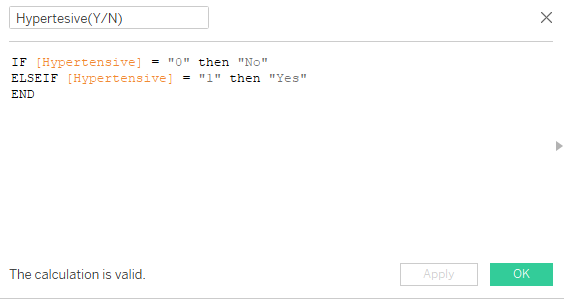 Hypertesive(Y/N)
IF [Hypertensive] = "0" then "No"
ELSEIF [Hypertensive] = "1" then "Yes"
END
The calculation is valid.
Apply
OK